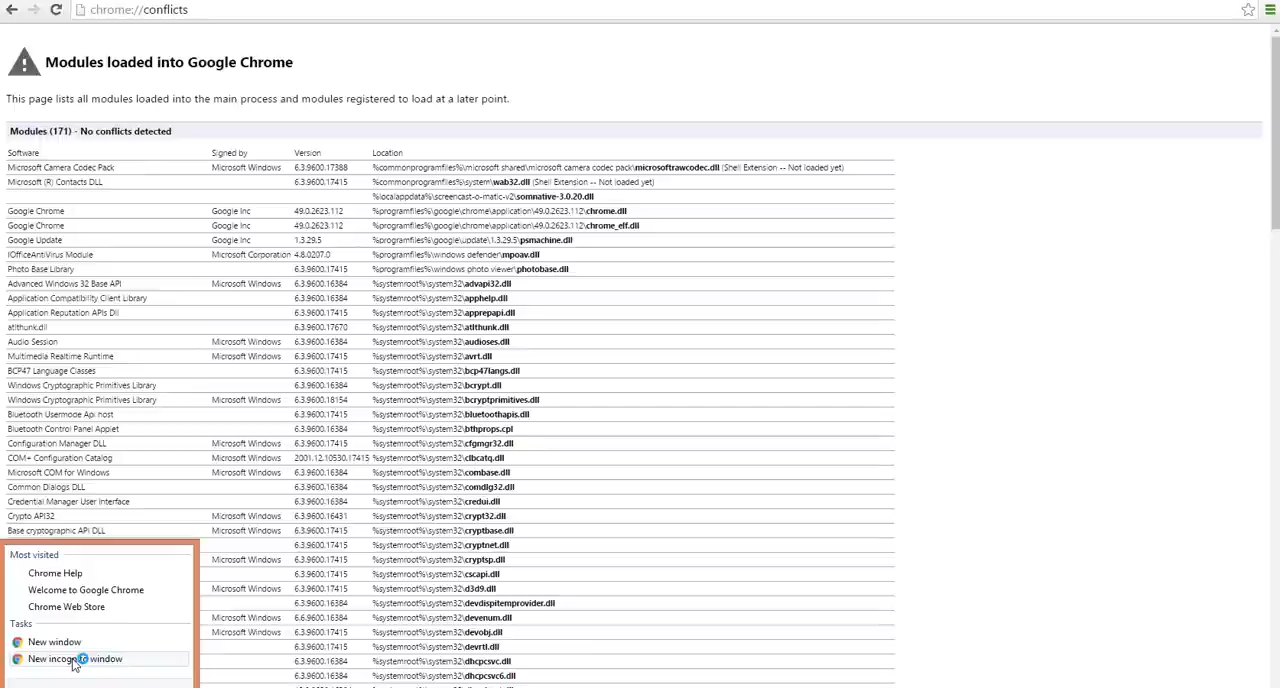 chrome://conflicts
Modules loaded into Google Chrome
This page lists all modules loaded into the main process and modules registered to load at a later point.
Modules (171) - No conflicts detected
Software Signed by Version Location
Microsoft Camera Codec Pack Microsoft Windows 6.3.9600.17388 %commonprogramfiles%\microsoft shared\microsoft camera codec pack\microsoftrawcodec.dll (Shell Extension -- Not loaded yet)
Microsoft (R) Contacts DLL 6.3.9600.17415 %commonprogramfiles%\system\wab32.dll (Shell Extension -- Not loaded yet)
%localappdata%\screencast-o-matic-v2\somnative-3.0.20.dll
Google Chrome Google Inc 49.0.2623.112 %programfiles%\google\chrome\application\49.0.2623.112\chrome.dll
Google Chrome Google Inc 49.0.2623.112 %programfiles%\google\chrome\application\49.0.2623.112\chrome_elf.dll
Google Update Google Inc 1.3.29.5 %programfiles%\google\update\1.3.29.5\psmachine.dll
IOfficeAntiVirus Module Microsoft Corporation 4.8.0207.0 %programfiles%\windows defender\mpoav.dll
Photo Base Library 6.3.9600.17415 %programfiles%\windows photo viewer\photobase.dll
Advanced Windows 32 Base API Microsoft Windows 6.3.9600.16384 %systemroot%\system32\advapi32.dll
Application Compatibility Client Library 6.3.9600.16384 %systemroot%\system32\apphelp.dll
Application Reputation APIs Dll 6.3.9600.17415 %systemroot%\system32\apprepapi.dll
atlthunk.dll 6.3.9600.17670 %systemroot%\system32\atlthunk.dll
Audio Session Microsoft Windows 6.3.9600.16384 %systemroot%\system32\audioses.dll
Multimedia Realtime Runtime Microsoft Windows 6.3.9600.17415 %systemroot%\system32\avrt.dll
BCP47 Language Classes 6.3.9600.17415 %systemroot%\system32\bcp47langs.dll
Windows Cryptographic Primitives Library 6.3.9600.16384 %systemroot%\system32\bcrypt.dll
Windows Cryptographic Primitives Library Microsoft Windows 6.3.9600.18154 %systemroot%\system32\bcryptprimitives.dll
Bluetooth Usermode Api host 6.3.9600.17415 %systemroot%\system32\bluetoothapis.dll
Bluetooth Control Panel Applet 6.3.9600.16384 %systemroot%\system32\bthprops.cpl
Configuration Manager DLL Microsoft Windows 6.3.9600.17415 %systemroot%\system32\cfgmgr32.dll
COM+ Configuration Catalog Microsoft Windows 2001.12.10530.17415 %systemroot%\system32\clbcatq.dll
Microsoft COM for Windows Microsoft Windows 6.3.9600.16384 %systemroot%\system32\combase.dll
Common Dialogs DLL 6.3.9600.16384 %systemroot%\system32\comdlg32.dll
Credential Manager User Interface 6.3.9600.16384 %systemroot%\system32\credui.dll
Crypto API32 Microsoft Windows 6.3.9600.16431 %systemroot%\system32\crypt32.dll
Base cryptographic API DLL Microsoft Windows 6.3.9600.17415 %systemroot%\system32\cryptbase.dll
6.3.9600.17415 %systemroot%\system32\cryptnet.dll
Microsoft Windows 6.3.9600.17415 %systemroot%\system32\cryptsp.dll
6.3.9600.17415 %systemroot%\system32\cscapi.dll
Microsoft Windows 6.3.9600.17415 %systemroot%\system32\d3d9.dll
6.3.9600.16384 %systemroot%\system32\devdispitemprovider.dll
Microsoft Windows 6.6.9600.16384 %systemroot%\system32\devenum.dll
Microsoft Windows 6.3.9600.17415 %systemroot%\system32\devobj.dll
6.3.9600.17415 %systemroot%\system32\devrtl.dll
6.3.9600.16384 %systemroot%\system32\dhcpcsvc.dll
6.3.9600.16384 %systemroot%\system32\dhcpcsvc6.dll
Most visited
Chrome Help
Welcome to Google Chrome
Chrome Web Store
Tasks
New window
New incognito window